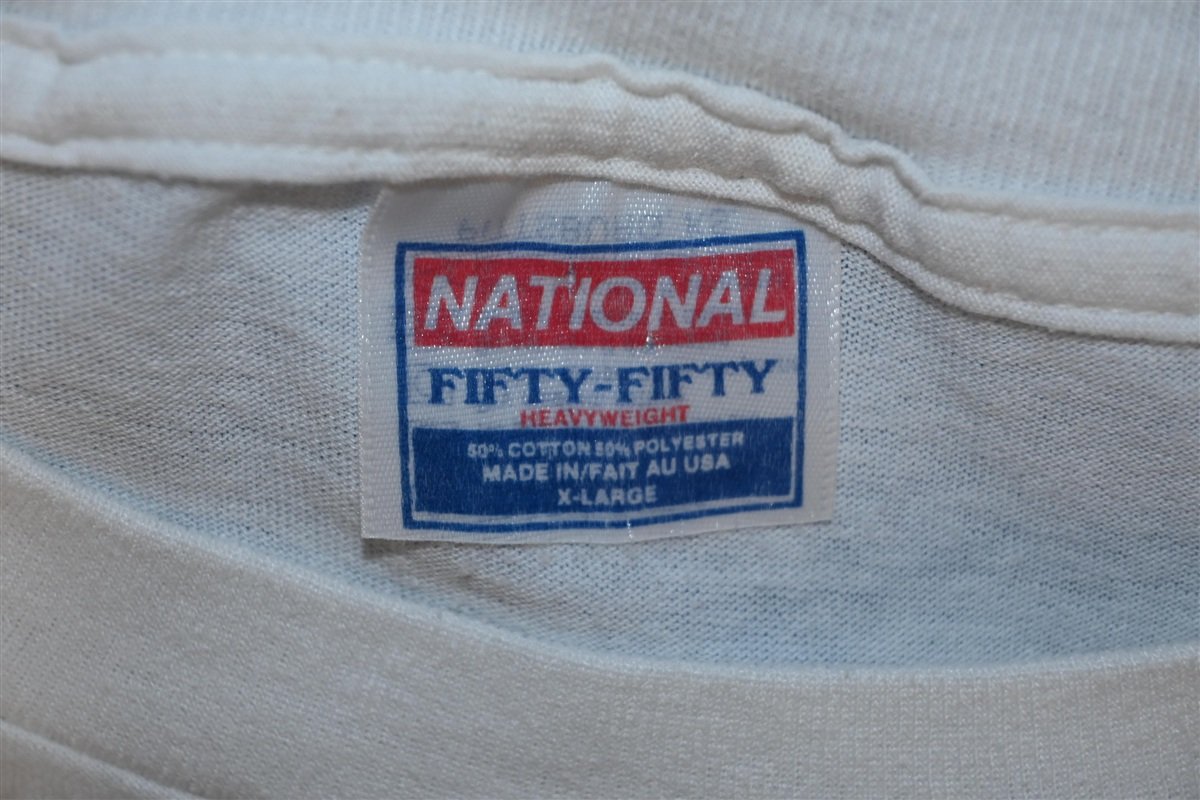 NATIONAL
FIFTY-FIFTY
HEAVYWEIGHT
50% COTTON 50% POLYESTER
MADE IN/FAIT AU USA
X-LARGE